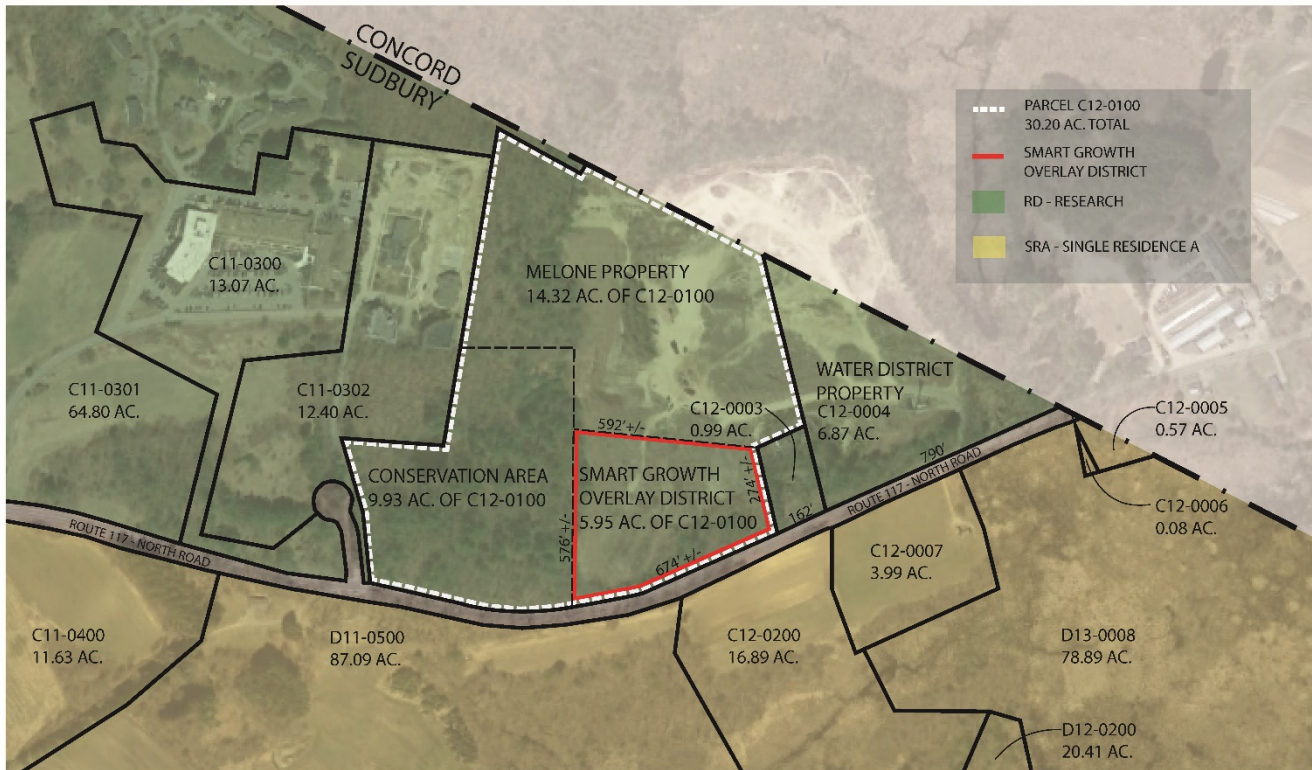 CONCORD
SUDBURY
PARCEL C12-0100
30.20 AC. TOTAL
SMART GROWTH
OVERLAY DISTRICT
RD - RESEARCH
SRA - SINGLE RESIDENCE A
C11-0300
13.07 AC.
MELONE PROPERTY
14.32 AC. OF C12-0100
C11-0301
64.80 AC.
C11-0302
12.40 AC.
WATER DISTRICT
PROPERTY
C12-0004
6.87 AC.
C12-0003
0.99 AC.
C12-0005
0.57 AC.
C12-0006
0.08 AC.
592'+/-
274' +/-
576' +/-
674' +/-
162'
790'
CONSERVATION AREA
9.93 AC. OF C12-0100
SMART GROWTH
OVERLAY DISTRICT
5.95 AC. OF C12-0100
ROUTE 117 - NORTH ROAD
ROUTE 117 - NORTH ROAD
C12-0007
3.99 AC.
C11-0400
11.63 AC.
D11-0500
87.09 AC.
C12-0200
16.89 AC.
D13-0008
78.89 AC.
D12-0200
20.41 AC.